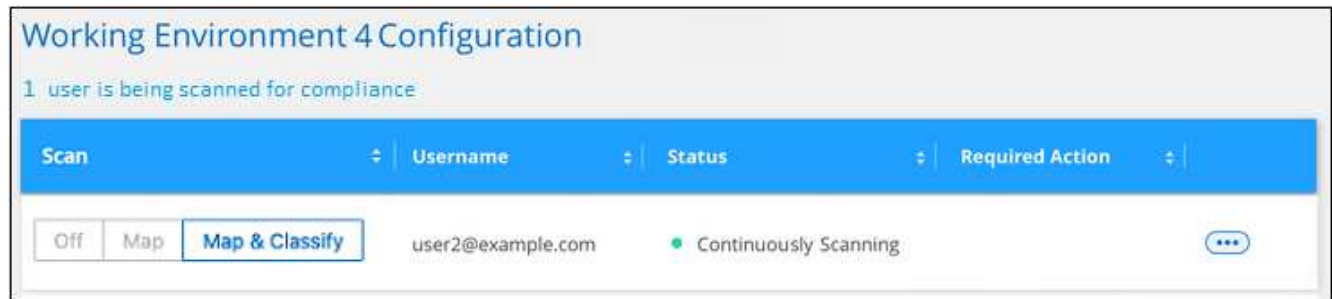 Working Environment 4 Configuration
1 user is being scanned for compliance
Scan Username Status Required Action
Off Map Map & Classify user2@example.com Continuously Scanning